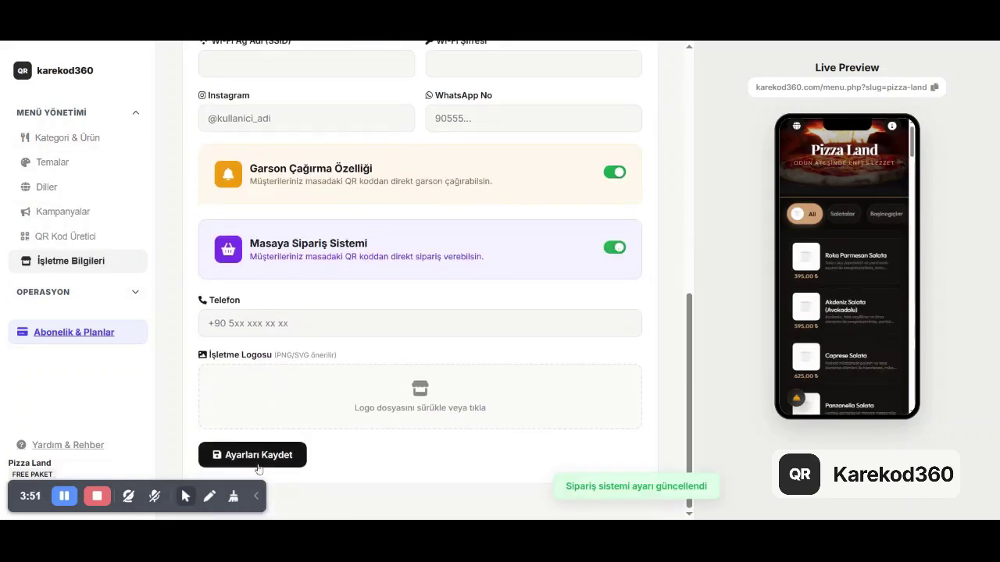 QR karekod360
MENÜ YÖNETİMİ
Kategori & Ürün
Temalar
Diller
Kampanyalar
QR Kod Üretici
İşletme Bilgileri
OPERASYON
Abonelik & Planlar
Yardım & Rehber
Pizza Land
FREE PAKET
3:51
Wi-Fi Ağ Adı (SSID)
Wi-Fi Şifresi
Instagram
WhatsApp No
@kullanici_adi
90555...
Garson Çağırma Özelliği
Müşterileriniz masadaki QR koddan direkt garson çağırabilsin.
Masaya Sipariş Sistemi
Müşterileriniz masadaki QR koddan direkt sipariş verebilsin.
Telefon
+90 5xx xxx xx xx
İşletme Logosu (PNG/SVG önerilir)
Logo dosyasını sürükle veya tıkla
Ayarları Kaydet
Sipariş sistemi ayarı güncellendi
Live Preview
karekod360.com/menu.php?slug=pizza-land
Pizza Land
ODUN ATEŞİNDE ENFES LEZZET
All
Salatalar
Başlangıçlar
Roka Parmesan Salata
395,00 ₺
Akdeniz Salata
(Avokadolu)
595,00 ₺
Caprese Salata
625,00 ₺
Panzanella Salata
QR Karekod360